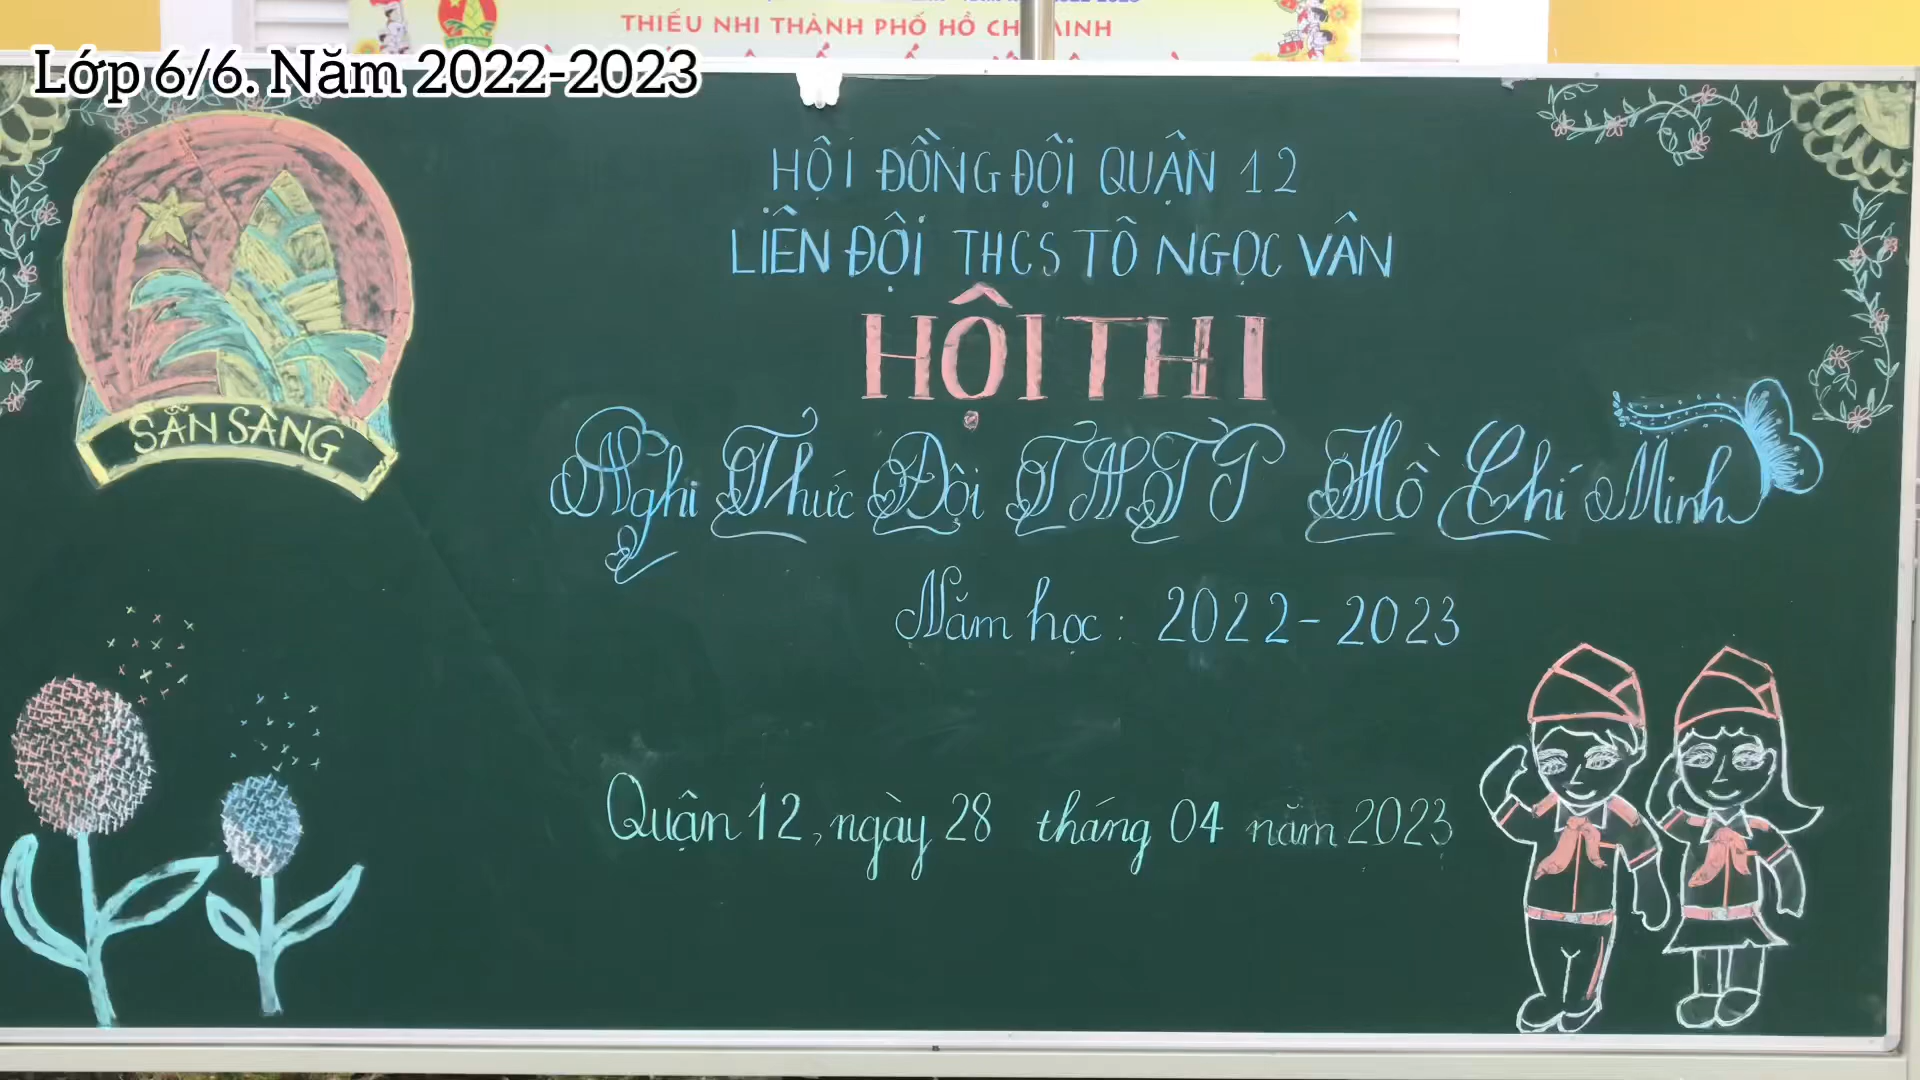 THIẾU NHI THÀNH PHỐ HỒ CHÍ MINH
Lớp 6/6. Năm 2022-2023
HỘI ĐỒNG ĐỘI QUẬN 12
LIÊN ĐỘI THCS TÔ NGỌC VÂN
HỘI THI
Nghi Thức Đội TNTP Hồ Chí Minh
SẴN SÀNG
Năm học: 2022-2023
Quận 12, ngày 28 tháng 04 năm 2023